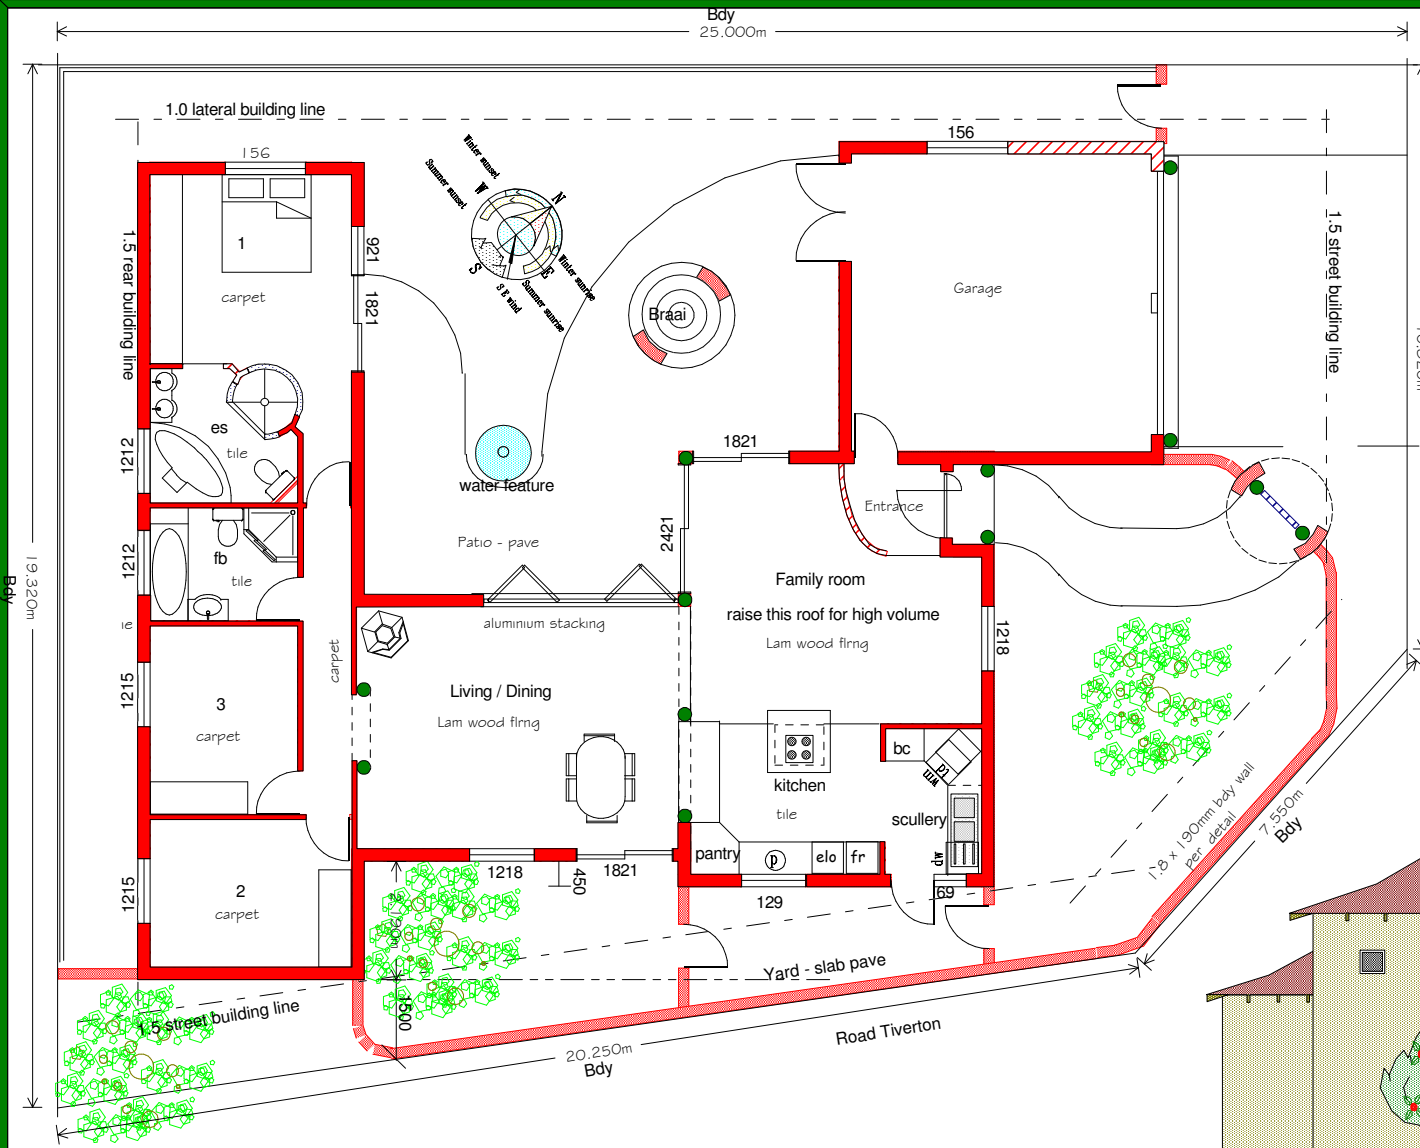 Bdy
25.000m
1.0 lateral building line
156
156
Winter sunset
Summer sunset
W
N
S
E
Winter sunrise
Summer sunrise
S E wind
1.5 rear building line
1
carpet
921
1821
Braai
Garage
1.5 street building line
es
tile
1212
water feature
1821
2421
Entrance
Patio - pave
fb
tile
1212
Bdy
19.320m
Family room
raise this roof for high volume
Lam wood flrng
1218
aluminium stacking
carpet
Living / Dining
Lam wood flrng
3
carpet
1215
bc
wm
kitchen
tile
scullery
dw
pantry
p
elo
fr
1.8 x 190mm bdy wall
per detail
7.550m
Bdy
2
carpet
1215
1218
1821
450
129
69
2190m
Yard - slab pave
1500
1.5 street building line
Road Tiverton
20.250m
Bdy